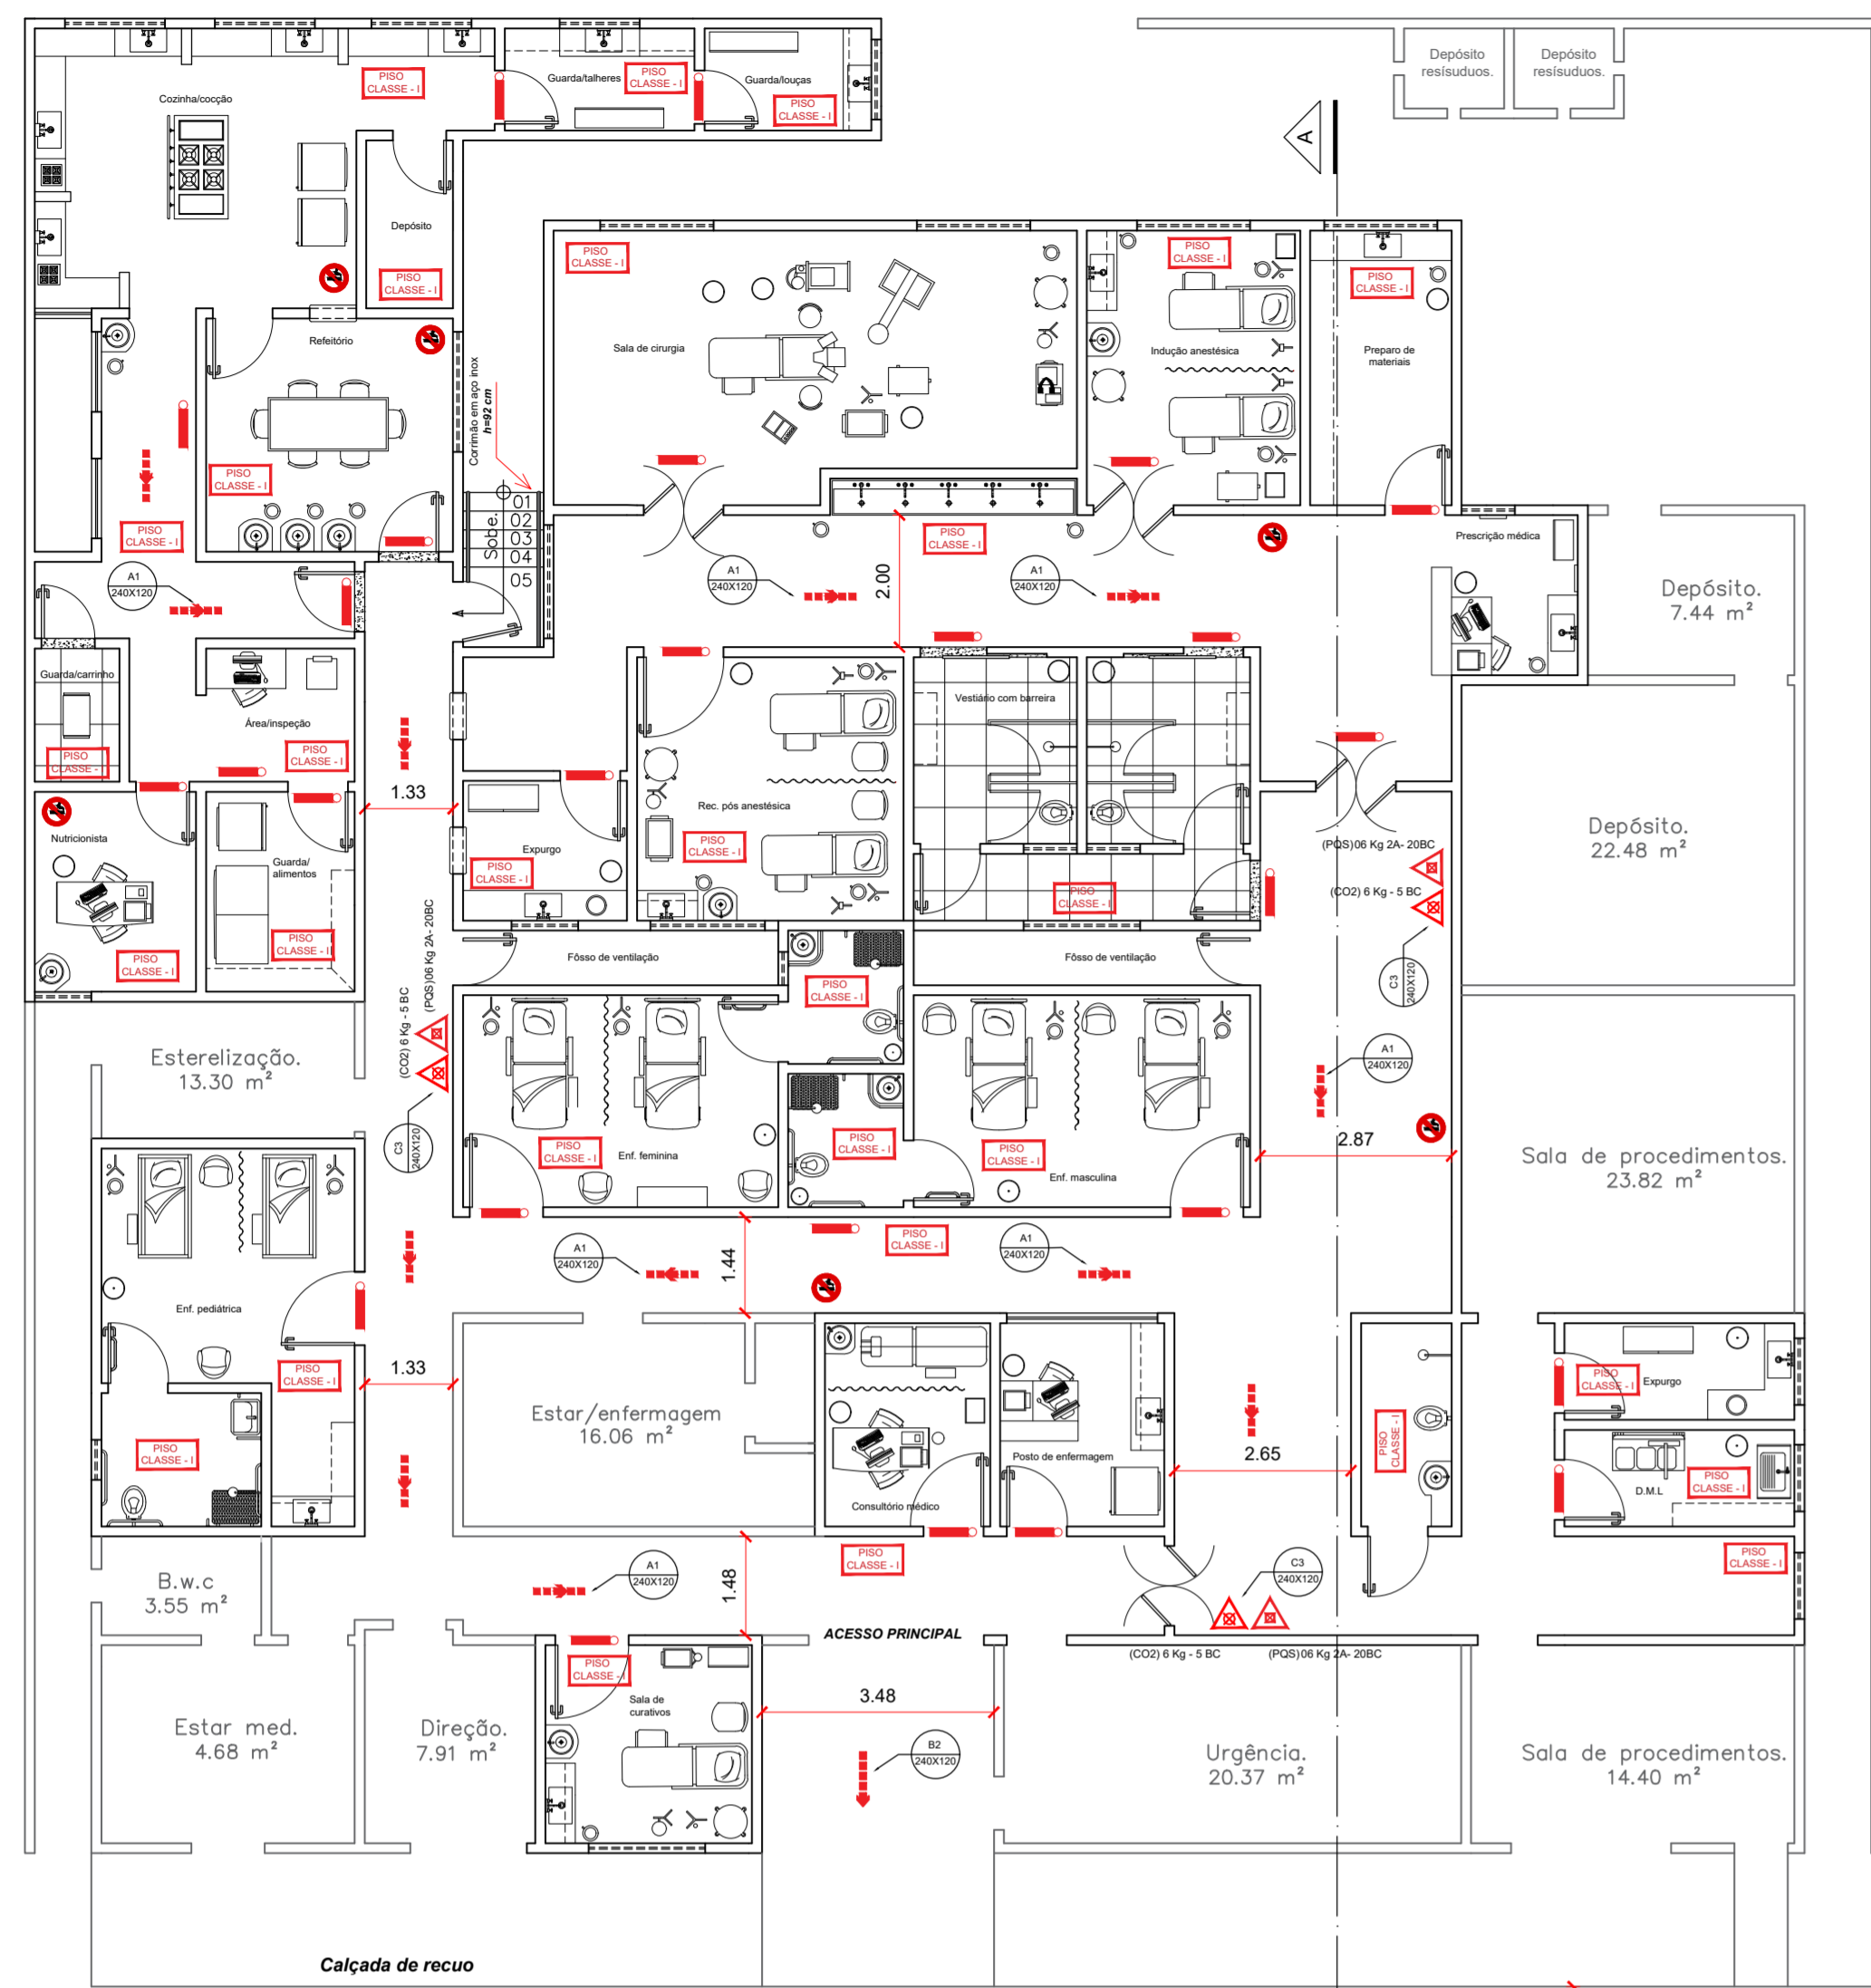 Depósito
resísuduos.
Depósito
resísuduos.
PISO
CLASSE - I
Guarda/talheres
PISO
CLASSE - I
Guarda/louças
PISO
CLASSE - I
Cozinha/cocção
A
Depósito
PISO
CLASSE - I
PISO
CLASSE - I
PISO
CLASSE - I
PISO
CLASSE - I
Refeitório
Sala de cirurgia
Indução anestésica
Preparo de
materiais
Corrimão em aço inox
h=92 cm
PISO
CLASSE - I
PISO
CLASSE - I
Sobe.
01
02
03
04
05
PISO
CLASSE - I
Prescrição médica
A1
240X120
A1
240X120
A1
240X120
2.00
Depósito.
7.44 m²
Guarda/carrinho
PISO
CLASSE - I
Área/inspeção
PISO
CLASSE - I
Vestiário com barreira
1.33
Nutricionista
Guarda/
alimentos
PISO
CLASSE - I
PISO
CLASSE - I
Expurgo
PISO
CLASSE - I
Rec. pós anestésica
PISO
CLASSE - I
PISO
CLASSE - I
(PQS)06 Kg 2A- 20BC
(CO2) 6 Kg - 5 BC
C3
240X120
Depósito.
22.48 m²
Fôsso de ventilação
Fôsso de ventilação
PISO
CLASSE - I
(PQS)06 Kg 2A- 20BC
(CO2) 6 Kg - 5 BC
C3
240X120
Esterelização.
13.30 m²
A1
240X120
PISO
CLASSE - I
Enf. feminina
PISO
CLASSE - I
PISO
CLASSE - I
Enf. masculina
2.87
Sala de procedimentos.
23.82 m²
A1
240X120
1.44
PISO
CLASSE - I
A1
240X120
Enf. pediátrica
PISO
CLASSE - I
1.33
PISO
CLASSE - I
Estar/enfermagem
16.06 m²
Consultório médico
Posto de enfermagem
2.65
PISO
CLASSE - I
PISO
CLASSE - I
Expurgo
D.M.L
PISO
CLASSE - I
B.w.c
3.55 m²
A1
240X120
1.48
PISO
CLASSE - I
C3
240X120
PISO
CLASSE - I
ACESSO PRINCIPAL
(CO2) 6 Kg - 5 BC
(PQS)06 Kg 2A- 20BC
PISO
CLASSE - I
Sala de
curativos
3.48
Estar med.
4.68 m²
Direção.
7.91 m²
B2
240X120
Urgência.
20.37 m²
Sala de procedimentos.
14.40 m²
Calçada de recuo